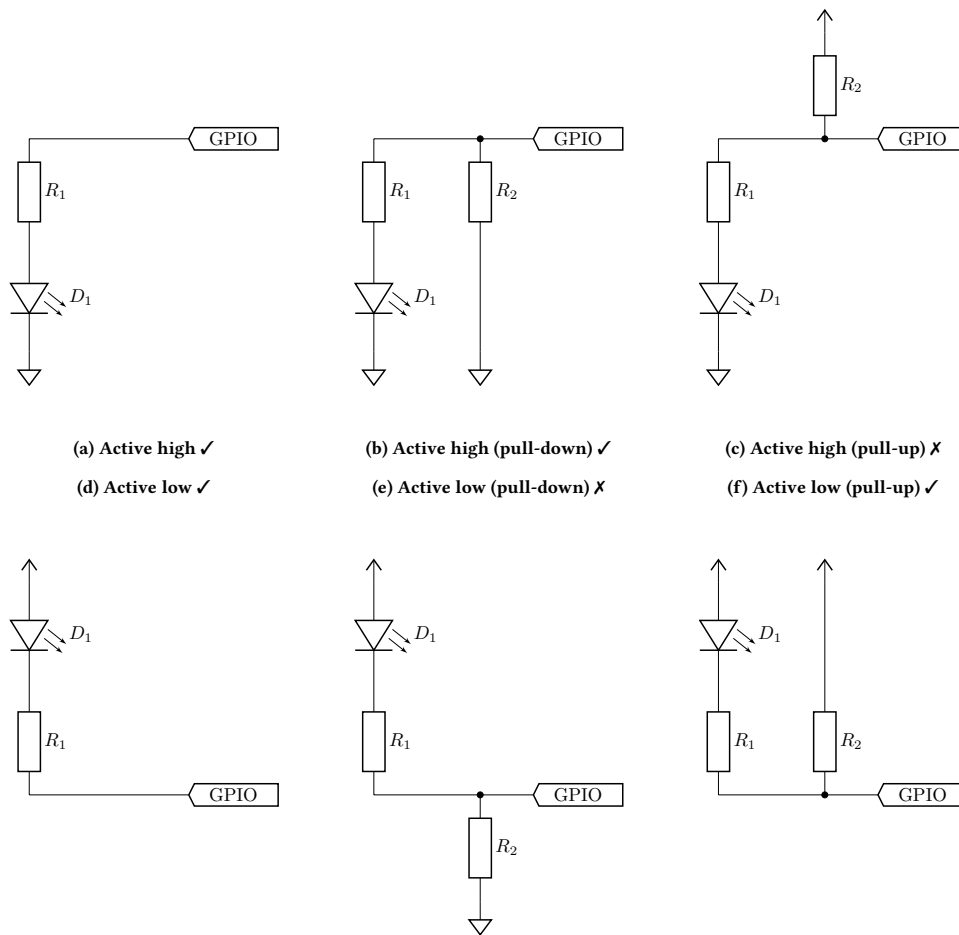 R2
GPIO GPIO GPIO
R1 R1 R2 R1
D1 D1 D1
(a) Active high ✓ (b) Active high (pull-down) ✓ (c) Active high (pull-up) ✗
(d) Active low ✓ (e) Active low (pull-down) ✗ (f) Active low (pull-up) ✓
D1 D1 D1
R1 R1 R1 R2
GPIO GPIO GPIO
R2